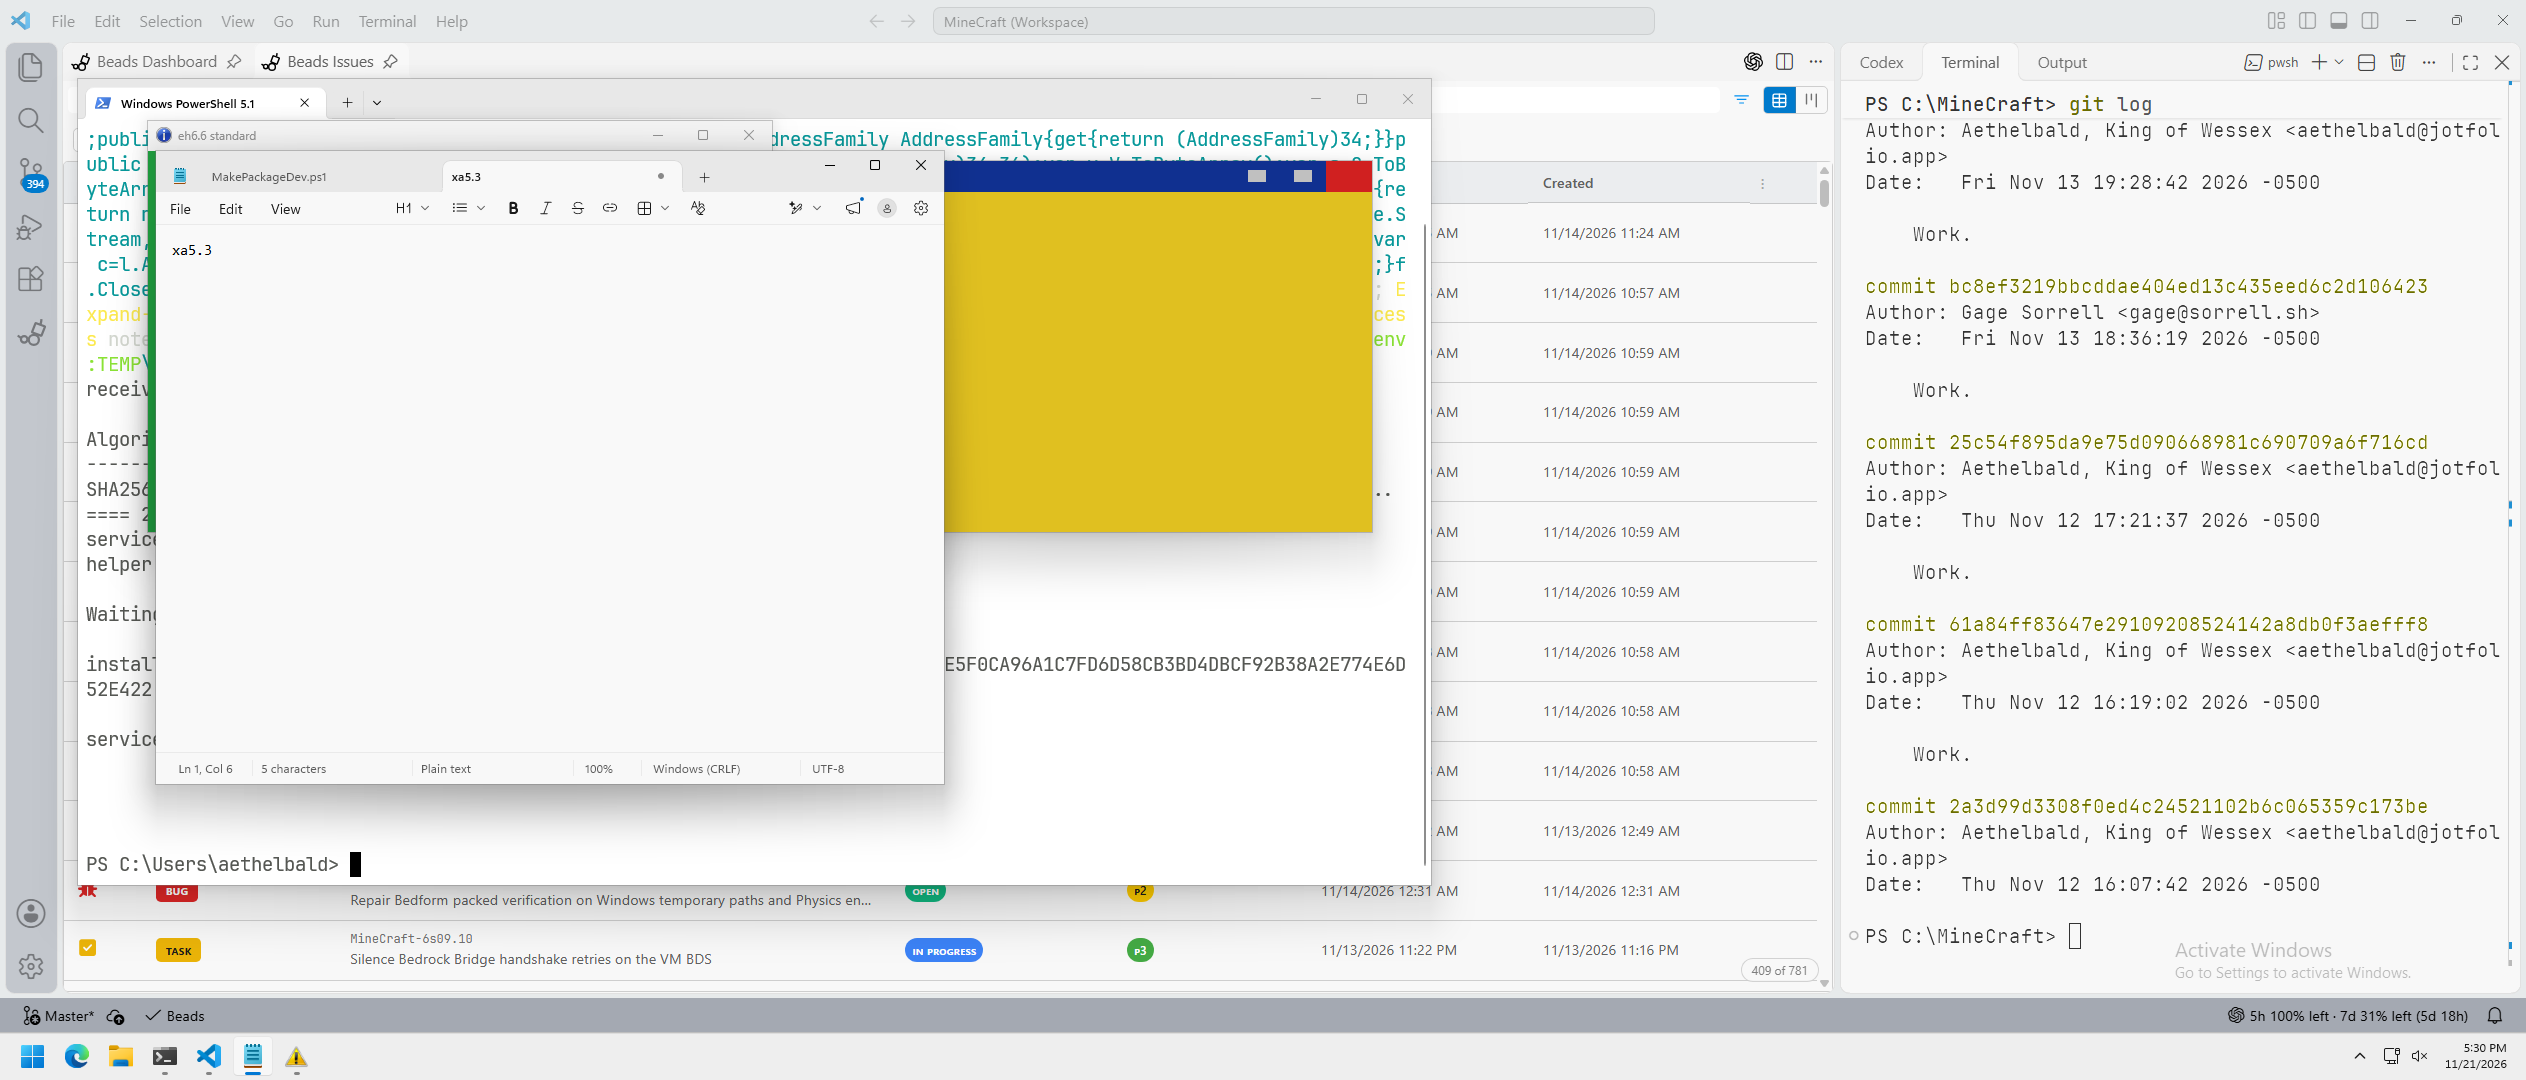 File Edit Selection View Go Run Terminal Help
MineCraft (Workspace)
Beads Dashboard
Beads Issues
Windows PowerShell 5.1
;publi
dressFamily AddressFamily{get{return (AddressFamily)34;}}p
ublic
ToB
yteArr
{re
turn n
e.S
tream,
var
c=l.A
;}f
.Close
; E
xpand-
ces
s note
env
:TEMP\
receiv
Algori
SHA256
..
==== 2
service
helper
Waiting
install
E5F0CA96A1C7FD6D58CB3BD4DBCF92B38A2E774E6D
52E422
service
PS C:\Users\aethelbald>
eh6.6 standard
MakePackageDev.ps1
xa5.3
File Edit View
H1
xa5.3
Ln 1, Col 6
5 characters
Plain text
100%
Windows (CRLF)
UTF-8
Created
AM 11/14/2026 11:24 AM
AM 11/14/2026 10:57 AM
AM 11/14/2026 10:59 AM
AM 11/14/2026 10:59 AM
AM 11/14/2026 10:59 AM
AM 11/14/2026 10:59 AM
AM 11/14/2026 10:59 AM
AM 11/14/2026 10:58 AM
AM 11/14/2026 10:58 AM
AM 11/14/2026 10:58 AM
AM 11/13/2026 12:49 AM
BUG
Repair Bedform packed verification on Windows temporary paths and Physics en...
OPEN
P2
11/14/2026 12:31 AM
11/14/2026 12:31 AM
TASK
MineCraft-6s09.10
Silence Bedrock Bridge handshake retries on the VM BDS
IN PROGRESS
P3
11/13/2026 11:22 PM
11/13/2026 11:16 PM
409 of 781
Codex
Terminal
Output
pwsh
PS C:\MineCraft> git log
Author: Aethelbald, King of Wessex <aethelbald@jotfol
io.app>
Date:   Fri Nov 13 19:28:42 2026 -0500
Work.
commit bc8ef3219bbcddae404ed13c435eed6c2d106423
Author: Gage Sorrell <gage@sorrell.sh>
Date:   Fri Nov 13 18:36:19 2026 -0500
Work.
commit 25c54f895da9e75d090668981c690709a6f716cd
Author: Aethelbald, King of Wessex <aethelbald@jotfol
io.app>
Date:   Thu Nov 12 17:21:37 2026 -0500
Work.
commit 61a84ff83647e29109208524142a8db0f3aefff8
Author: Aethelbald, King of Wessex <aethelbald@jotfol
io.app>
Date:   Thu Nov 12 16:19:02 2026 -0500
Work.
commit 2a3d99d3308f0ed4c24521102b6c065359c173be
Author: Aethelbald, King of Wessex <aethelbald@jotfol
io.app>
Date:   Thu Nov 12 16:07:42 2026 -0500
PS C:\MineCraft>
Activate Windows
Go to Settings to activate Windows.
394
Master*
Beads
5h 100% left · 7d 31% left (5d 18h)
5:30 PM
11/21/2026